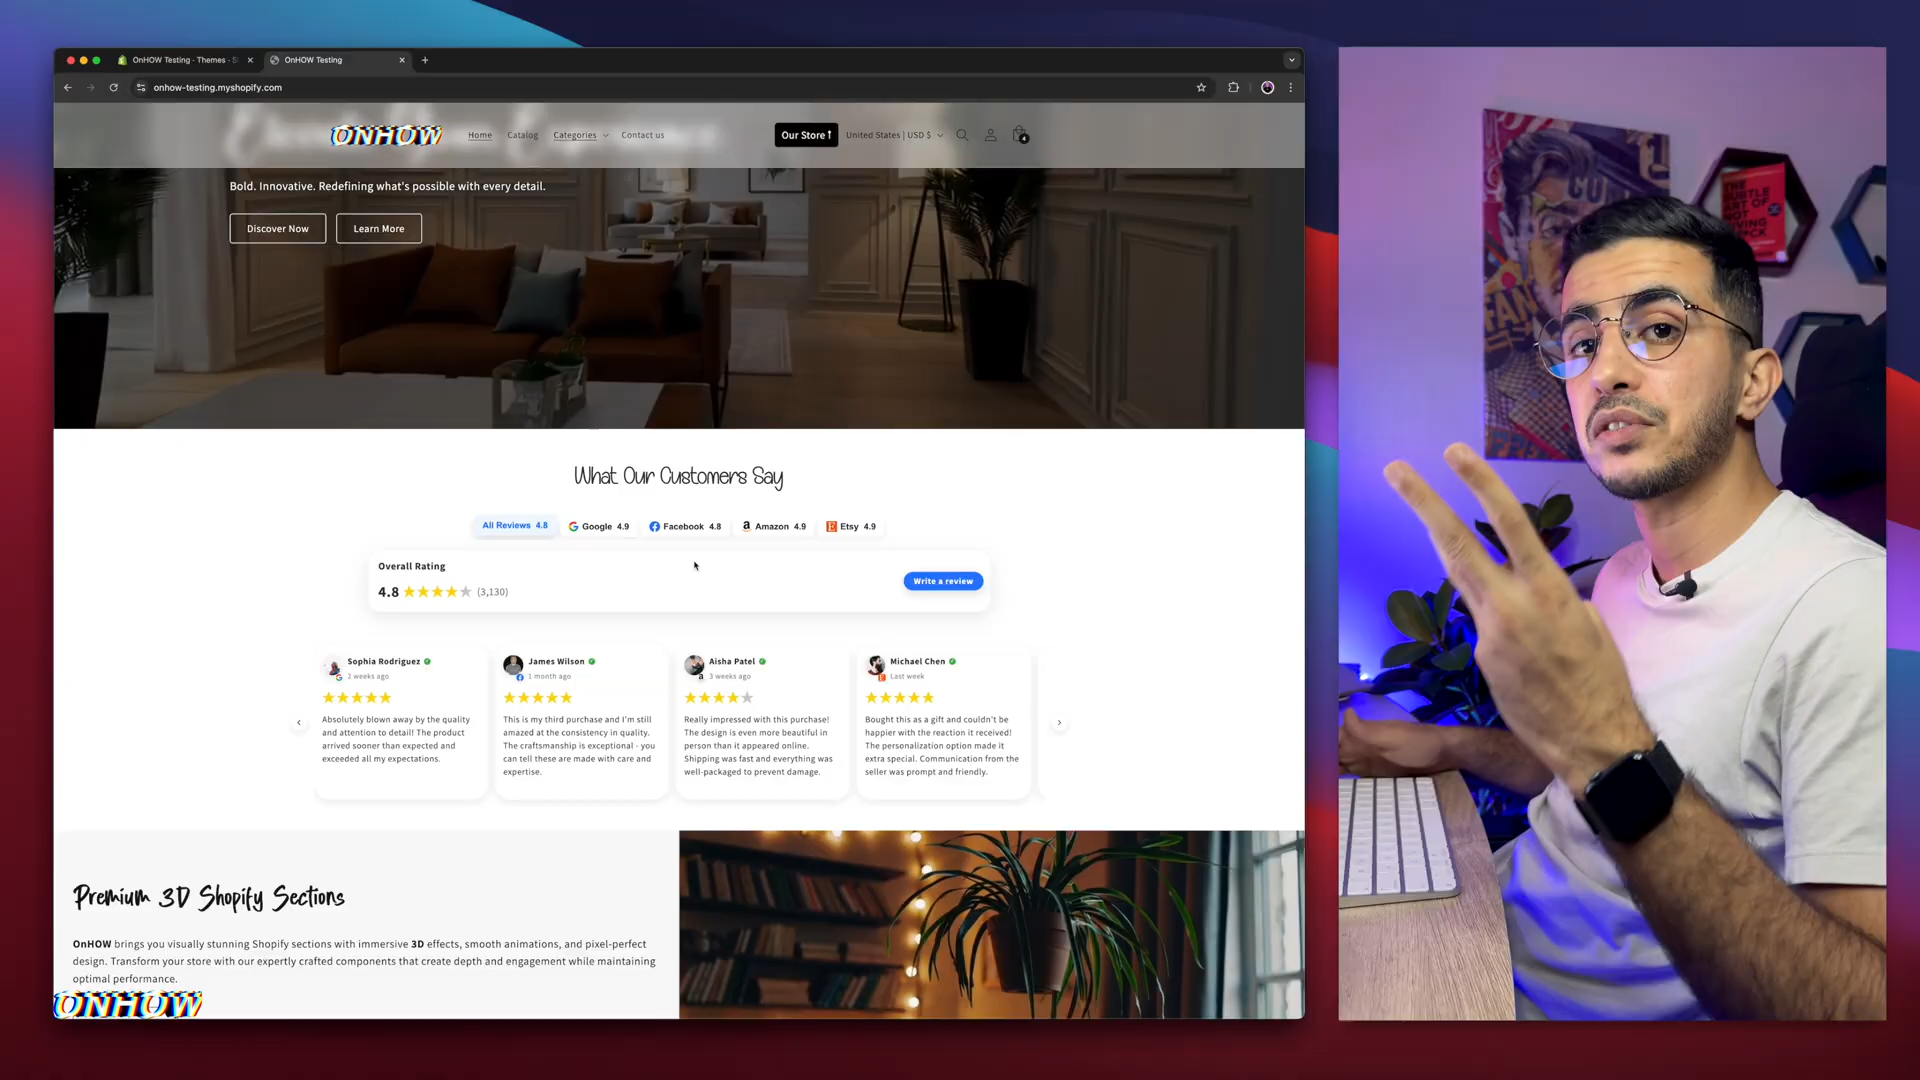 OnHOW Testing - Themes - S
OnHOW Testing
onhow-testing.myshopify.com
ONHOW
Home
Catalog
Categories
Contact us
Our Store !
United States | USD $
4
Bold. Innovative. Redefining what's possible with every detail.
Discover Now
Learn More
What Our Customers Say
All Reviews 4.8
Google 4.9
Facebook 4.8
Amazon 4.9
Etsy 4.9
Overall Rating
4.8 ★★★★★ (3,130)
Write a review
Sophia Rodriguez
2 weeks ago
Absolutely blown away by the quality
and attention to detail! The product
arrived sooner than expected and
exceeded all my expectations.
James Wilson
1 month ago
This is my third purchase and I'm still
amazed at the consistency in quality.
The craftsmanship is exceptional - you
can tell these are made with care and
expertise.
Aisha Patel
3 weeks ago
Really impressed with this purchase!
The design is even more beautiful in
person than it appeared online.
Shipping was fast and everything was
well-packaged to prevent damage.
Michael Chen
Last week
Bought this as a gift and couldn't be
happier with the reaction it received!
The personalization option made it
extra special. Communication from the
seller was prompt and friendly.
Premium 3D Shopify Sections
OnHOW brings you visually stunning Shopify sections with immersive 3D effects, smooth animations, and pixel-perfect
design. Transform your store with our expertly crafted components that create depth and engagement while maintaining
optimal performance.
ONHOW
THE
SUBTLE
ART OF
NOT